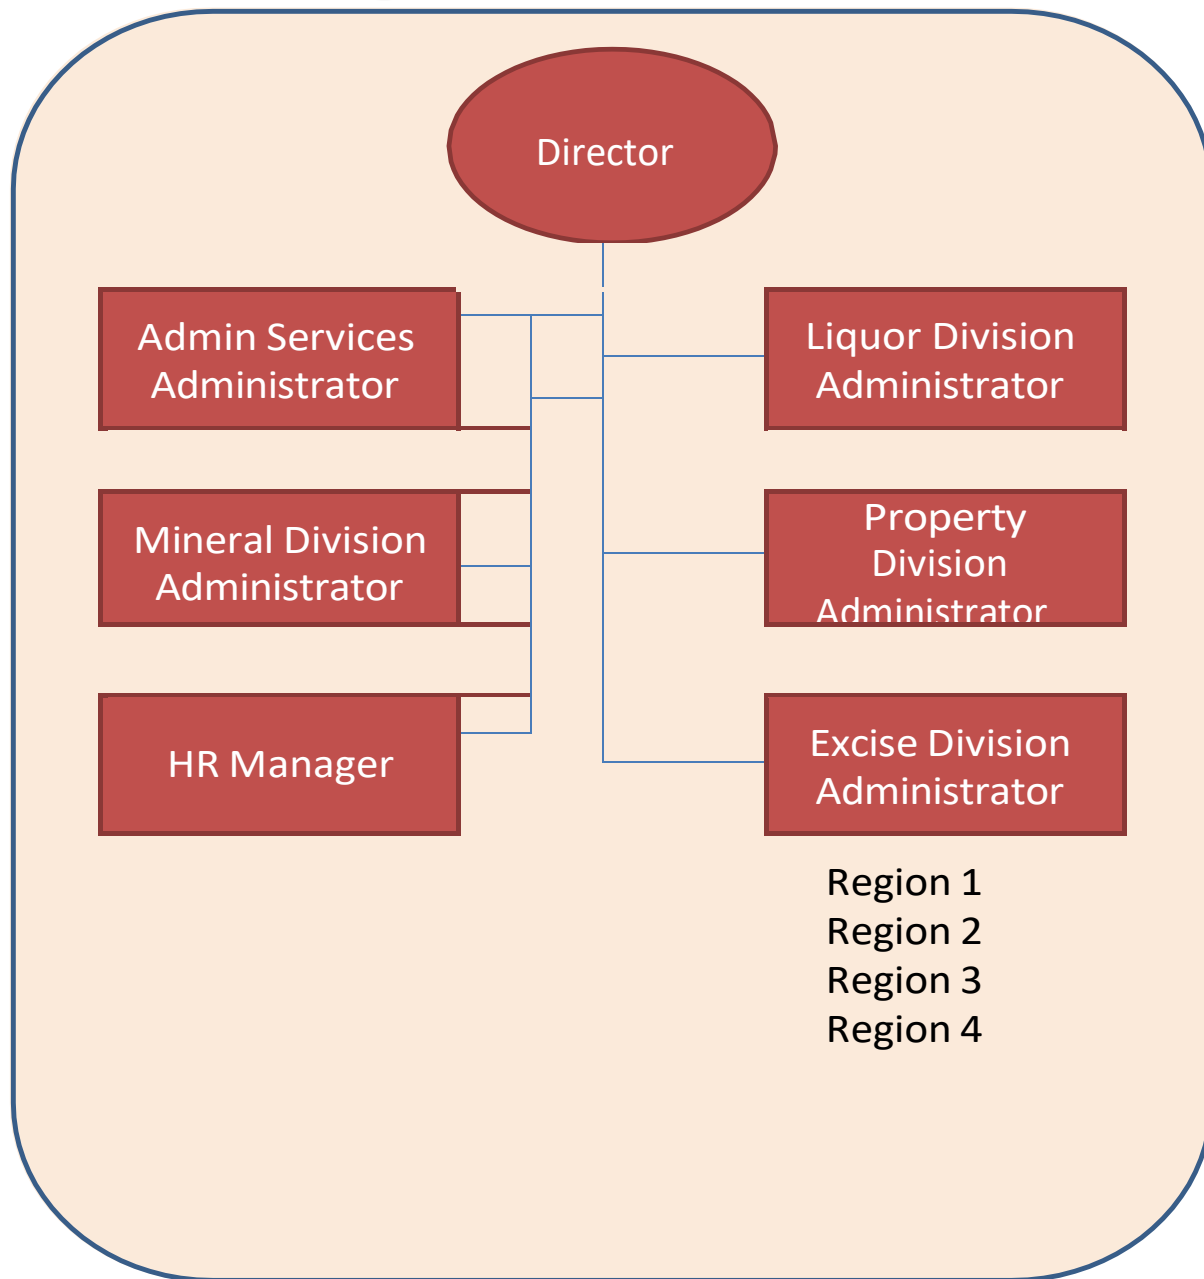 Director
Admin Services
Administrator
Liquor Division
Administrator
Mineral Division
Administrator
Property
Division
Administrator
HR Manager
Excise Division
Administrator
Region 1
Region 2
Region 3
Region 4